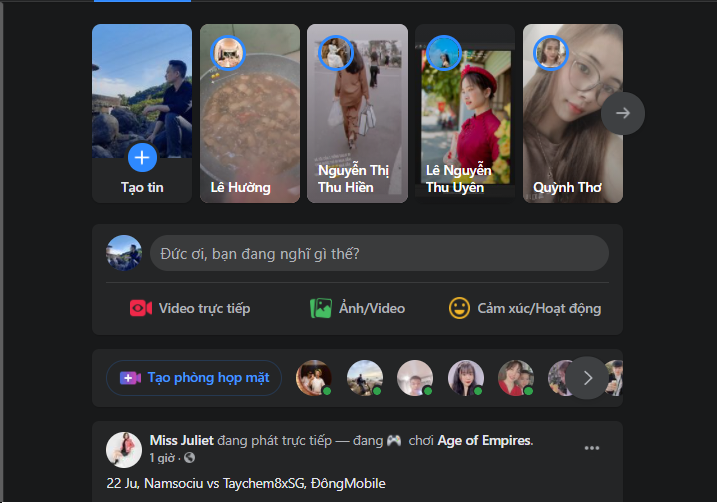 Tạo tin
Lê Hường
Nguyễn Thị
Thu Hiền
Lê Nguyễn
Thu Uyên
Quỳnh Thơ
Đức ơi, bạn đang nghĩ gì thế?
Video trực tiếp
Ảnh/Video
Cảm xúc/Hoạt động
Tạo phòng họp mặt
Miss Juliet đang phát trực tiếp — đang 🎮 chơi Age of Empires.
1 giờ ·
22 Ju, Namsociu vs Taychem8xSG, ĐôngMobile